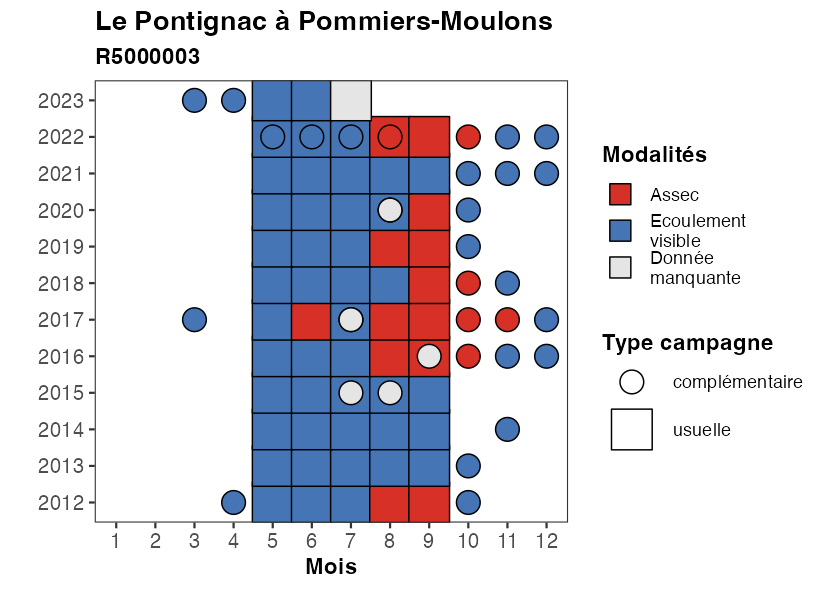 Le Pontignac à Pommiers-Moulons
R5000003
2023
2022
2021
2020
2019
2018
2017
2016
2015
2014
2013
2012
1 2 3 4 5 6 7 8 9 10 11 12
Mois
Modalités
Assec
Ecoulement
visible
Donnée
manquante
Type campagne
complémentaire
usuelle